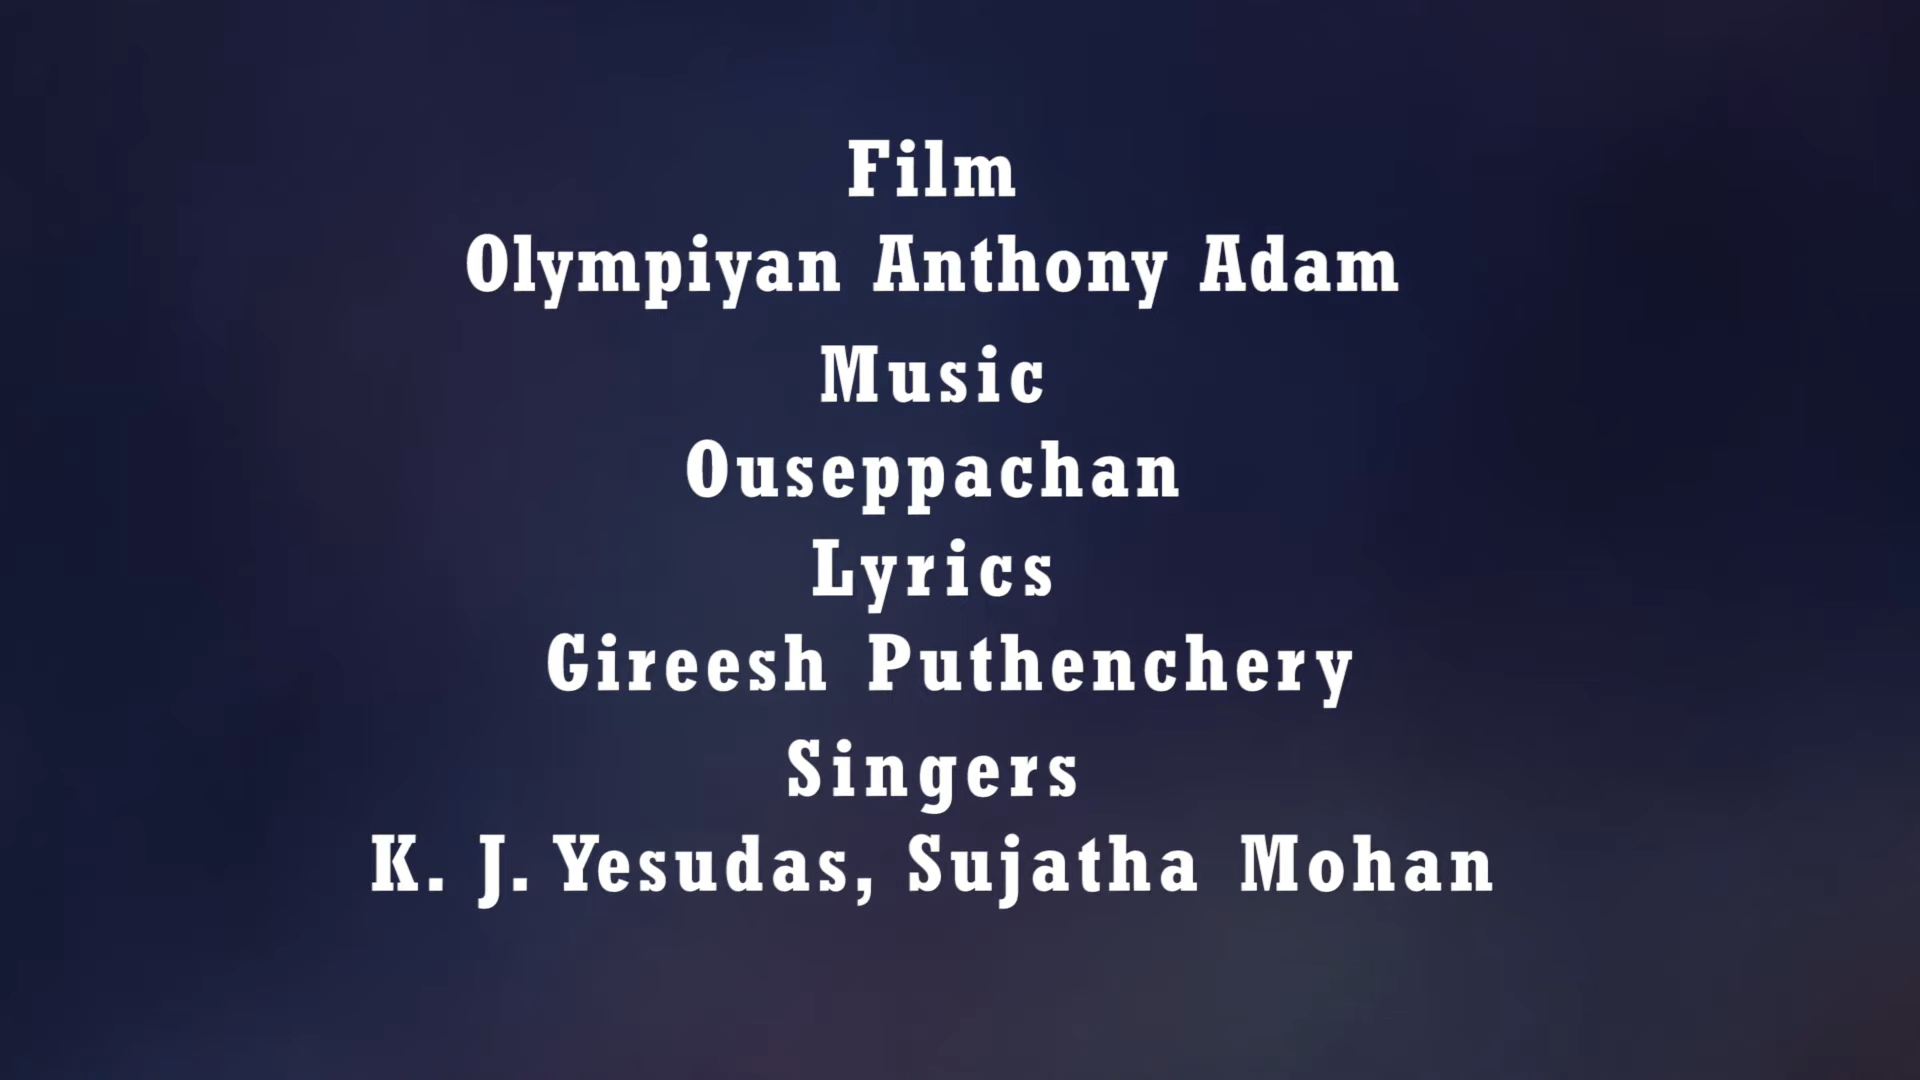 Film
Olympiyan Anthony Adam
Music
Ouseppachan
Lyrics
Gireesh Puthenchery
Singers
K. J. Yesudas, Sujatha Mohan